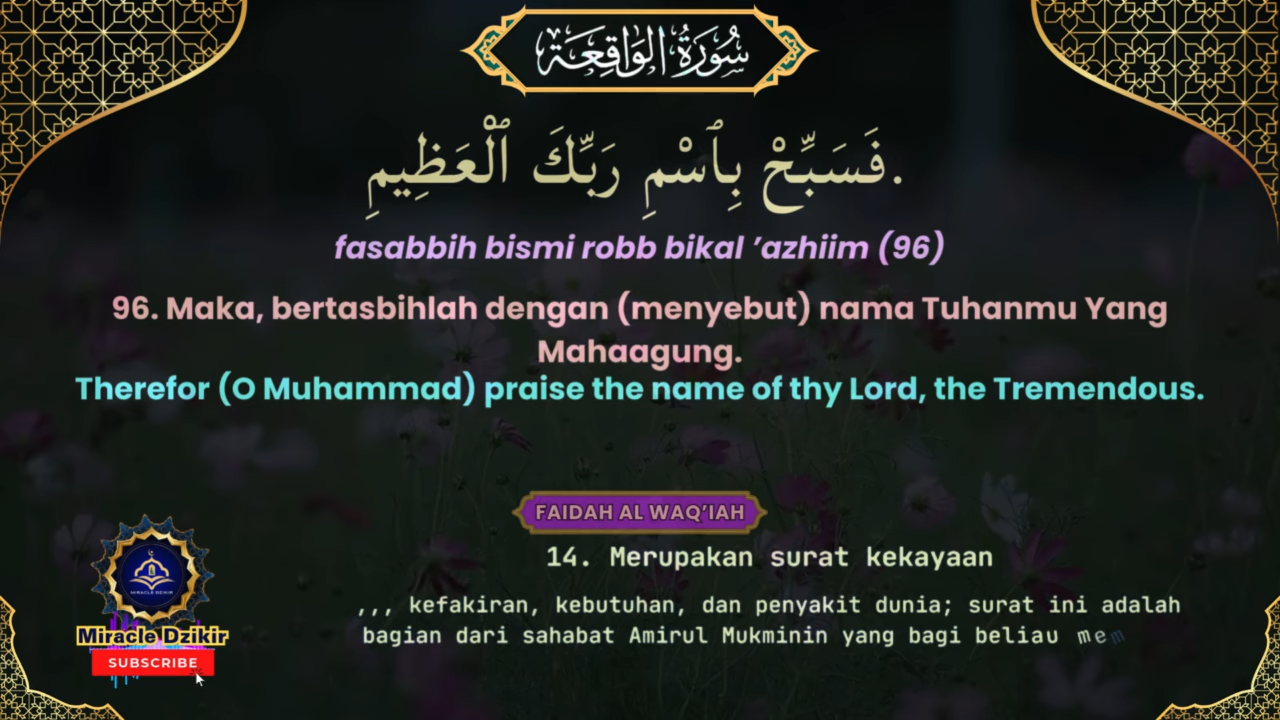 سُورَةُ الوَاقِعَة
فَسَبِّحْ بِٱسْمِ رَبِّكَ ٱلْعَظِيمِ.
fasabbih bismi robb bikal ’azhiim (96)
96. Maka, bertasbihlah dengan (menyebut) nama Tuhanmu Yang
Mahaagung.
Therefor (O Muhammad) praise the name of thy Lord, the Tremendous.
FAIDAH AL WAQ’IAH
14. Merupakan surat kekayaan
,,, kefakiran, kebutuhan, dan penyakit dunia; surat ini adalah
bagian dari sahabat Amirul Mukminin yang bagi beliau mem
MIRACLE DZIKIR
Miracle Dzikir
SUBSCRIBE